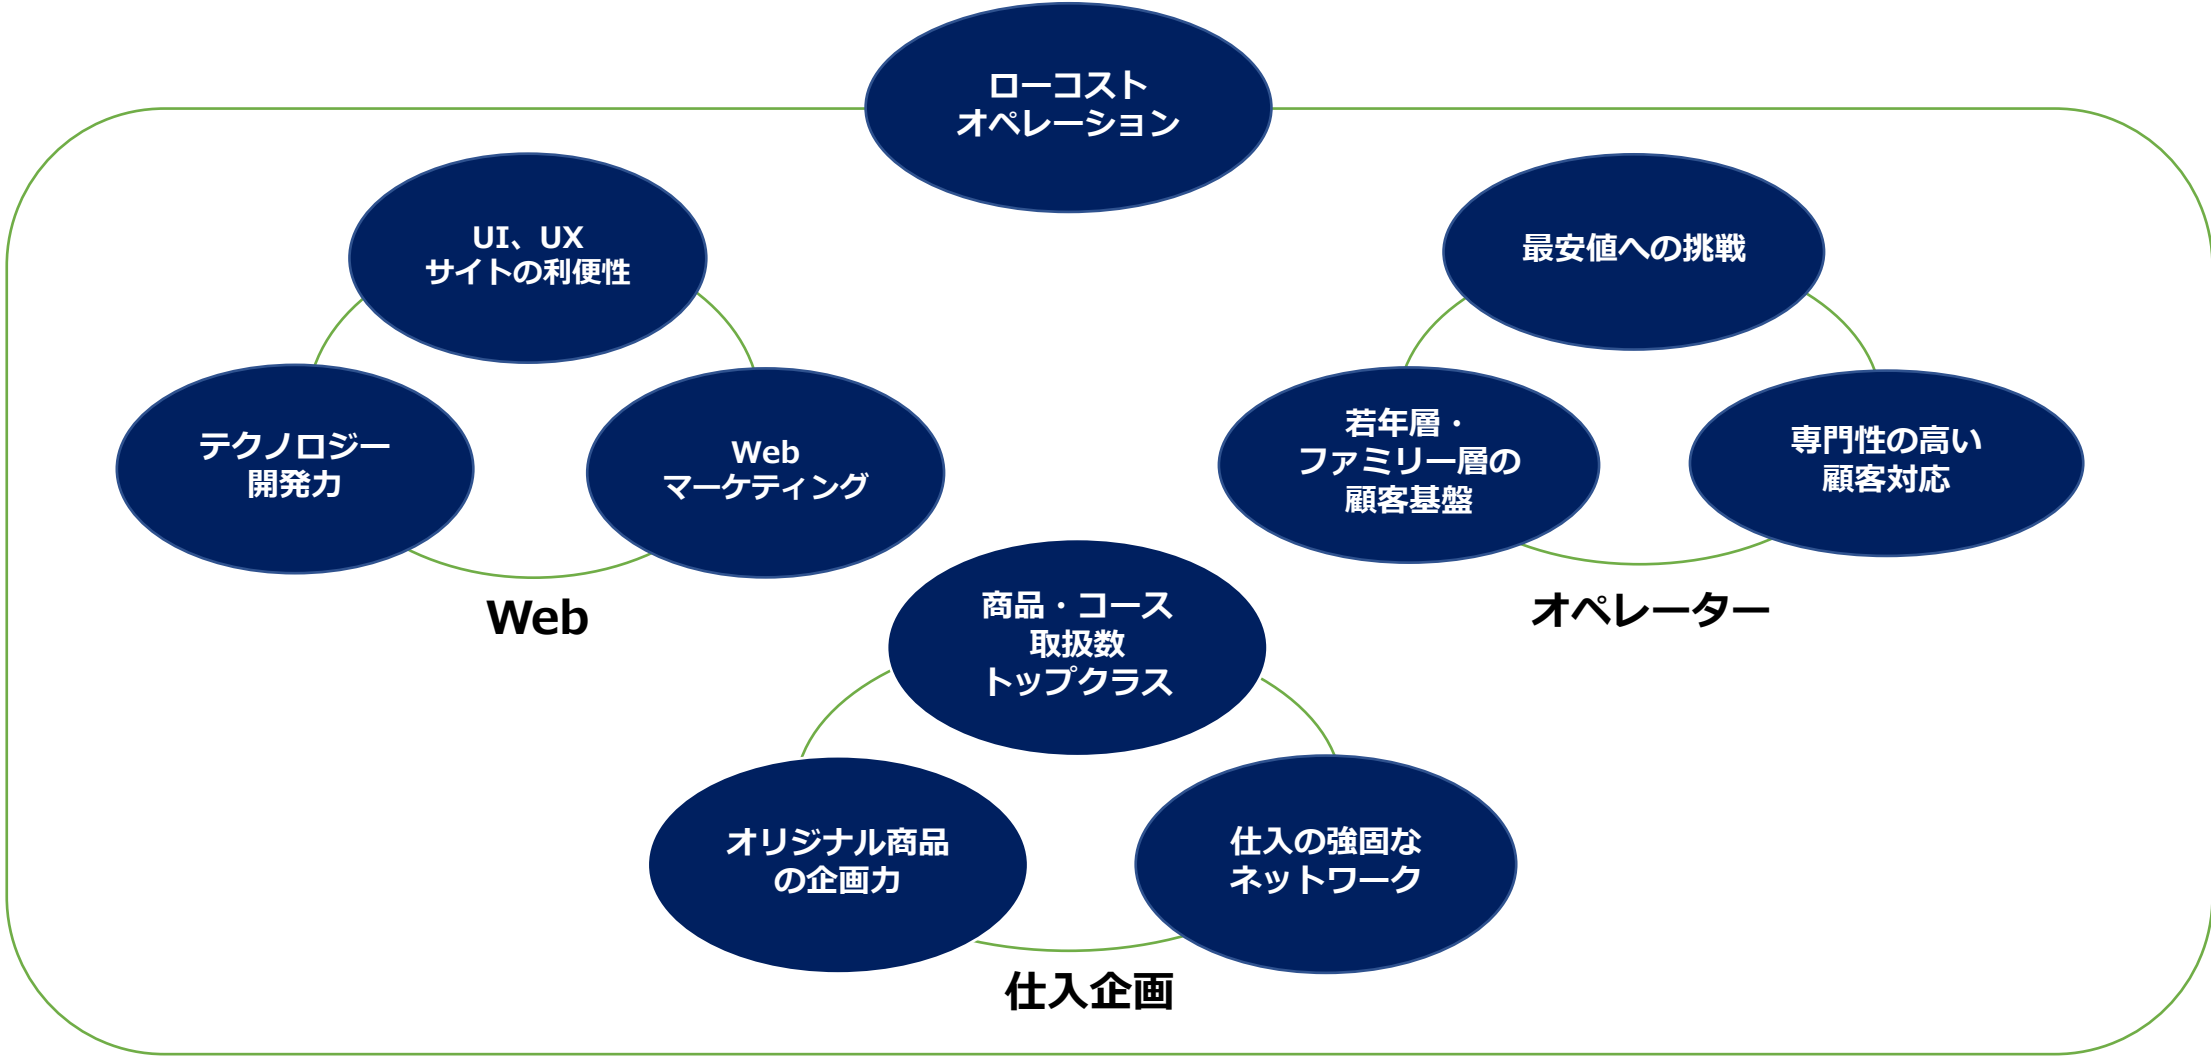 ローコスト
オペレーション
UI、UX
サイトの利便性
テクノロジー
開発力
Web
マーケティング
Web
最安値への挑戦
若年層・
ファミリー層の
顧客基盤
専門性の高い
顧客対応
オペレーター
商品・コース
取扱数
トップクラス
オリジナル商品
の企画力
仕入の強固な
ネットワーク
仕入企画